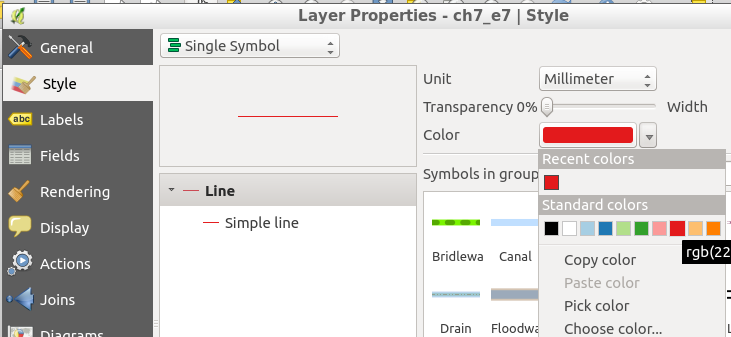 Layer Properties - ch7_e7 | Style
General
Style
abc Labels
Fields
Rendering
Display
Actions
Joins
Diagrams
Single Symbol
Line
Simple line
Unit Millimeter
Transparency 0% Width
Color
Recent colors
Symbols in group
Standard colors
rgb(22
Bridlewa Canal
Copy color
Paste color
Pick color
Choose color...
Drain Floodwa